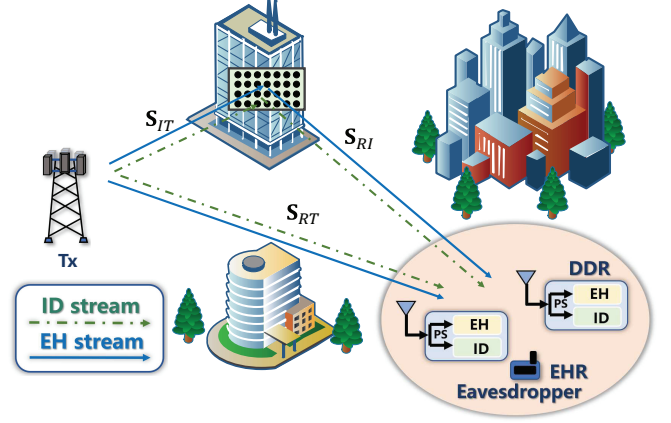 S_IT
S_RI
S_RT
Tx
ID stream
EH stream
DDR
PS
EH
ID
PS
EH
ID
EHR
Eavesdropper